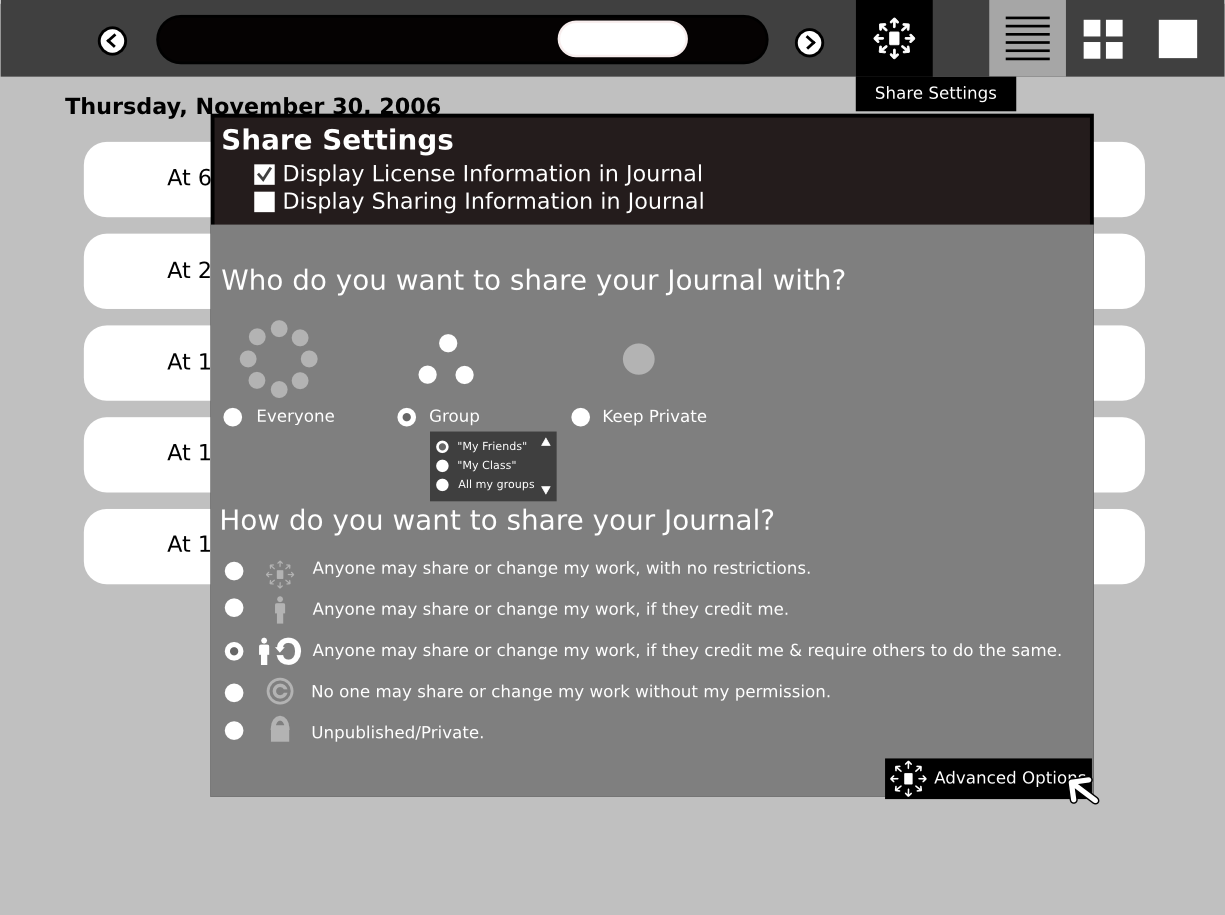 Share Settings
Thursday, November 30, 2006
Share Settings
Display License Information in Journal
Display Sharing Information in Journal
At 6
At 2
At 1
At 1
At 1
Who do you want to share your Journal with?
Everyone
Group
Keep Private
"My Friends"
"My Class"
All my groups
How do you want to share your Journal?
Anyone may share or change my work, with no restrictions.
Anyone may share or change my work, if they credit me.
Anyone may share or change my work, if they credit me & require others to do the same.
No one may share or change my work without my permission.
Unpublished/Private.
Advanced Options